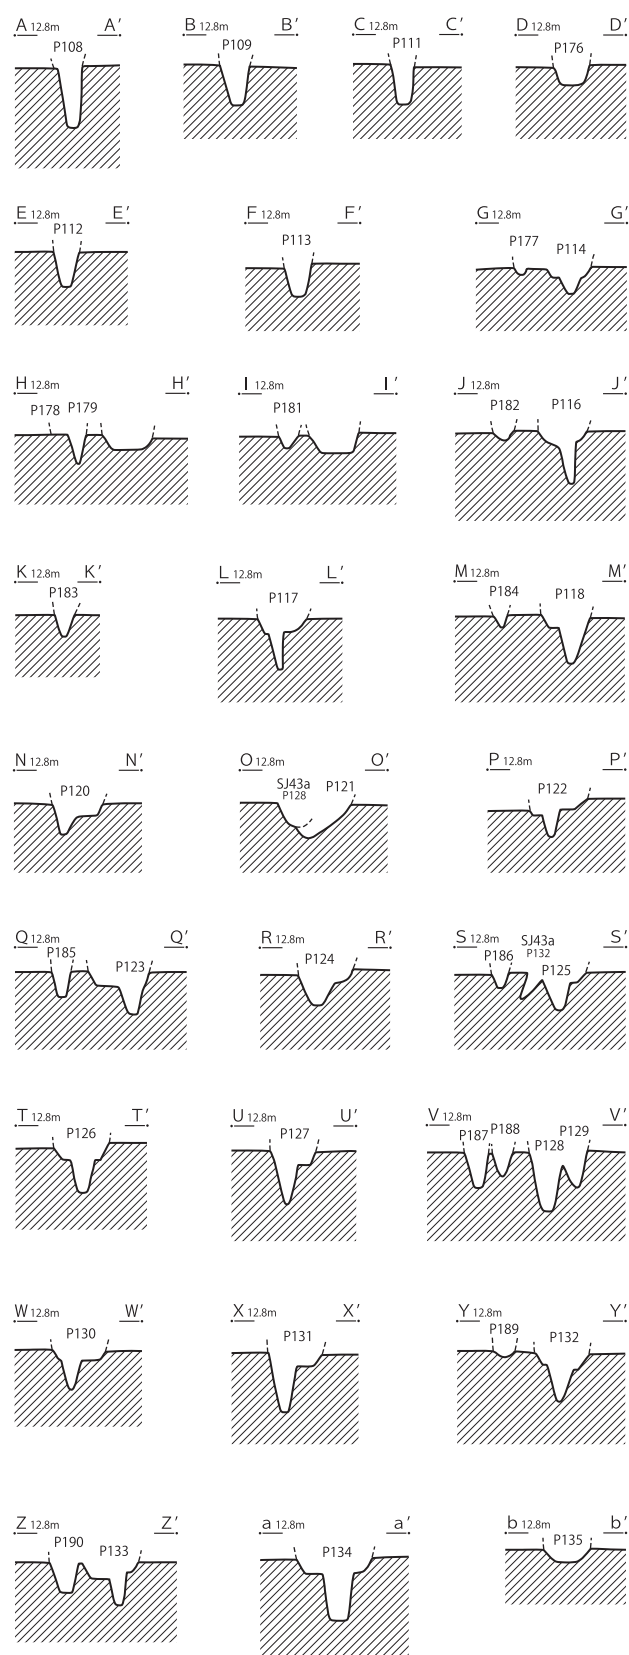 A 12.8m A′
P108
B 12.8m B′
P109
C 12.8m C′
P111
D 12.8m D′
P176
E 12.8m E′
P112
F 12.8m F′
P113
G 12.8m G′
P177 P114
H 12.8m H′
P178 P179
I 12.8m I′
P181
J 12.8m J′
P182 P116
K 12.8m K′
P183
L 12.8m L′
P117
M 12.8m M′
P184 P118
N 12.8m N′
P120
O 12.8m O′
SJ43a P121
P128
P 12.8m P′
P122
Q 12.8m Q′
P185 P123
R 12.8m R′
P124
S 12.8m S′
SJ43a
P186 P132 P125
T 12.8m T′
P126
U 12.8m U′
P127
V 12.8m V′
P187 P188 P128 P129
W 12.8m W′
P130
X 12.8m X′
P131
Y 12.8m Y′
P189 P132
Z 12.8m Z′
P190 P133
a 12.8m a′
P134
b 12.8m b′
P135